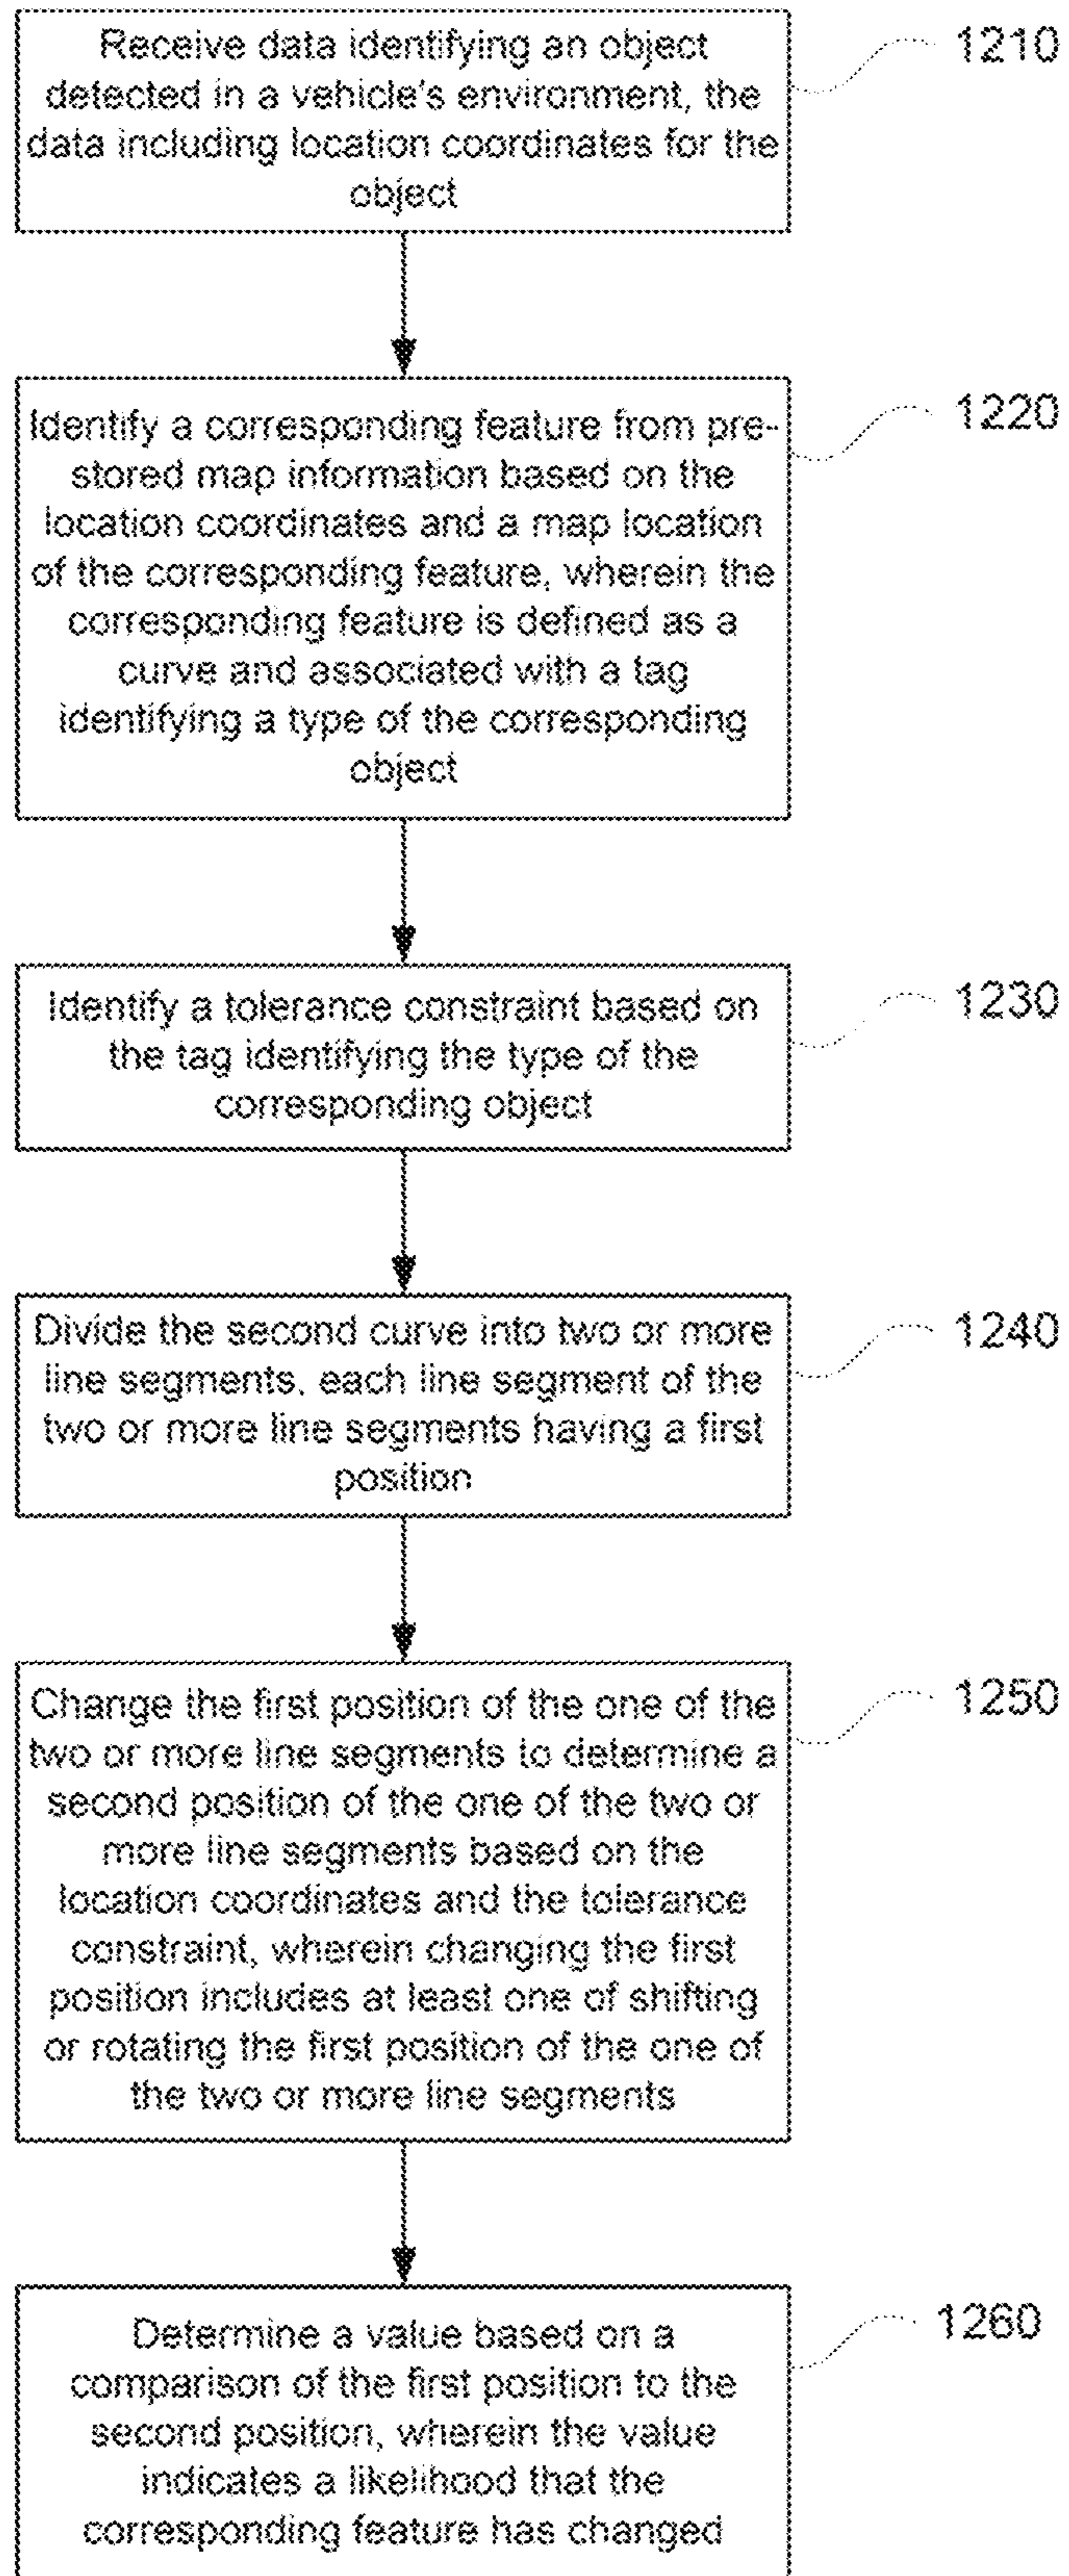 Receive data identifying an object
detected in a vehicle's environment, the
data including location coordinates for the
object
1210
Identify a corresponding feature from pre-
stored map information based on the
location coordinates and a map location
of the corresponding feature, wherein the
corresponding feature is defined as a
curve and associated with a tag
identifying a type of the corresponding
object
1220
Identify a tolerance constraint based on
the tag identifying the type of the
corresponding object
1230
Divide the second curve into two or more
line segments, each line segment of the
two or more line segments having a first
position
1240
Change the first position of the one of the
two or more line segments to determine a
second position of the one of the two or
more line segments based on the
location coordinates and the tolerance
constraint, wherein changing the first
position includes at least one of shifting
or rotating the first position of the one of
the two or more line segments
1250
Determine a value based on a
comparison of the first position to the
second position, wherein the value
indicates a likelihood that the
corresponding feature has changed
1260